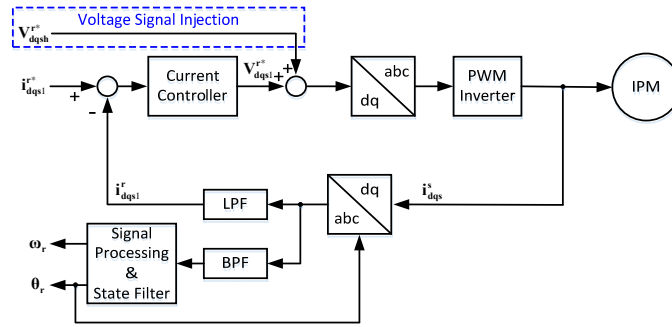 Voltage Signal Injection
V^{r*}_{dqsh}
i^{r*}_{dqs1}
+
-
Current
Controller
V^{r*}_{dqs1}
+
+
abc
dq
PWM
Inverter
IPM
i^{r}_{dqs1}
LPF
dq
abc
i^{s}_{dqs}
ω_r
θ_r
Signal
Processing
&
State Filter
BPF